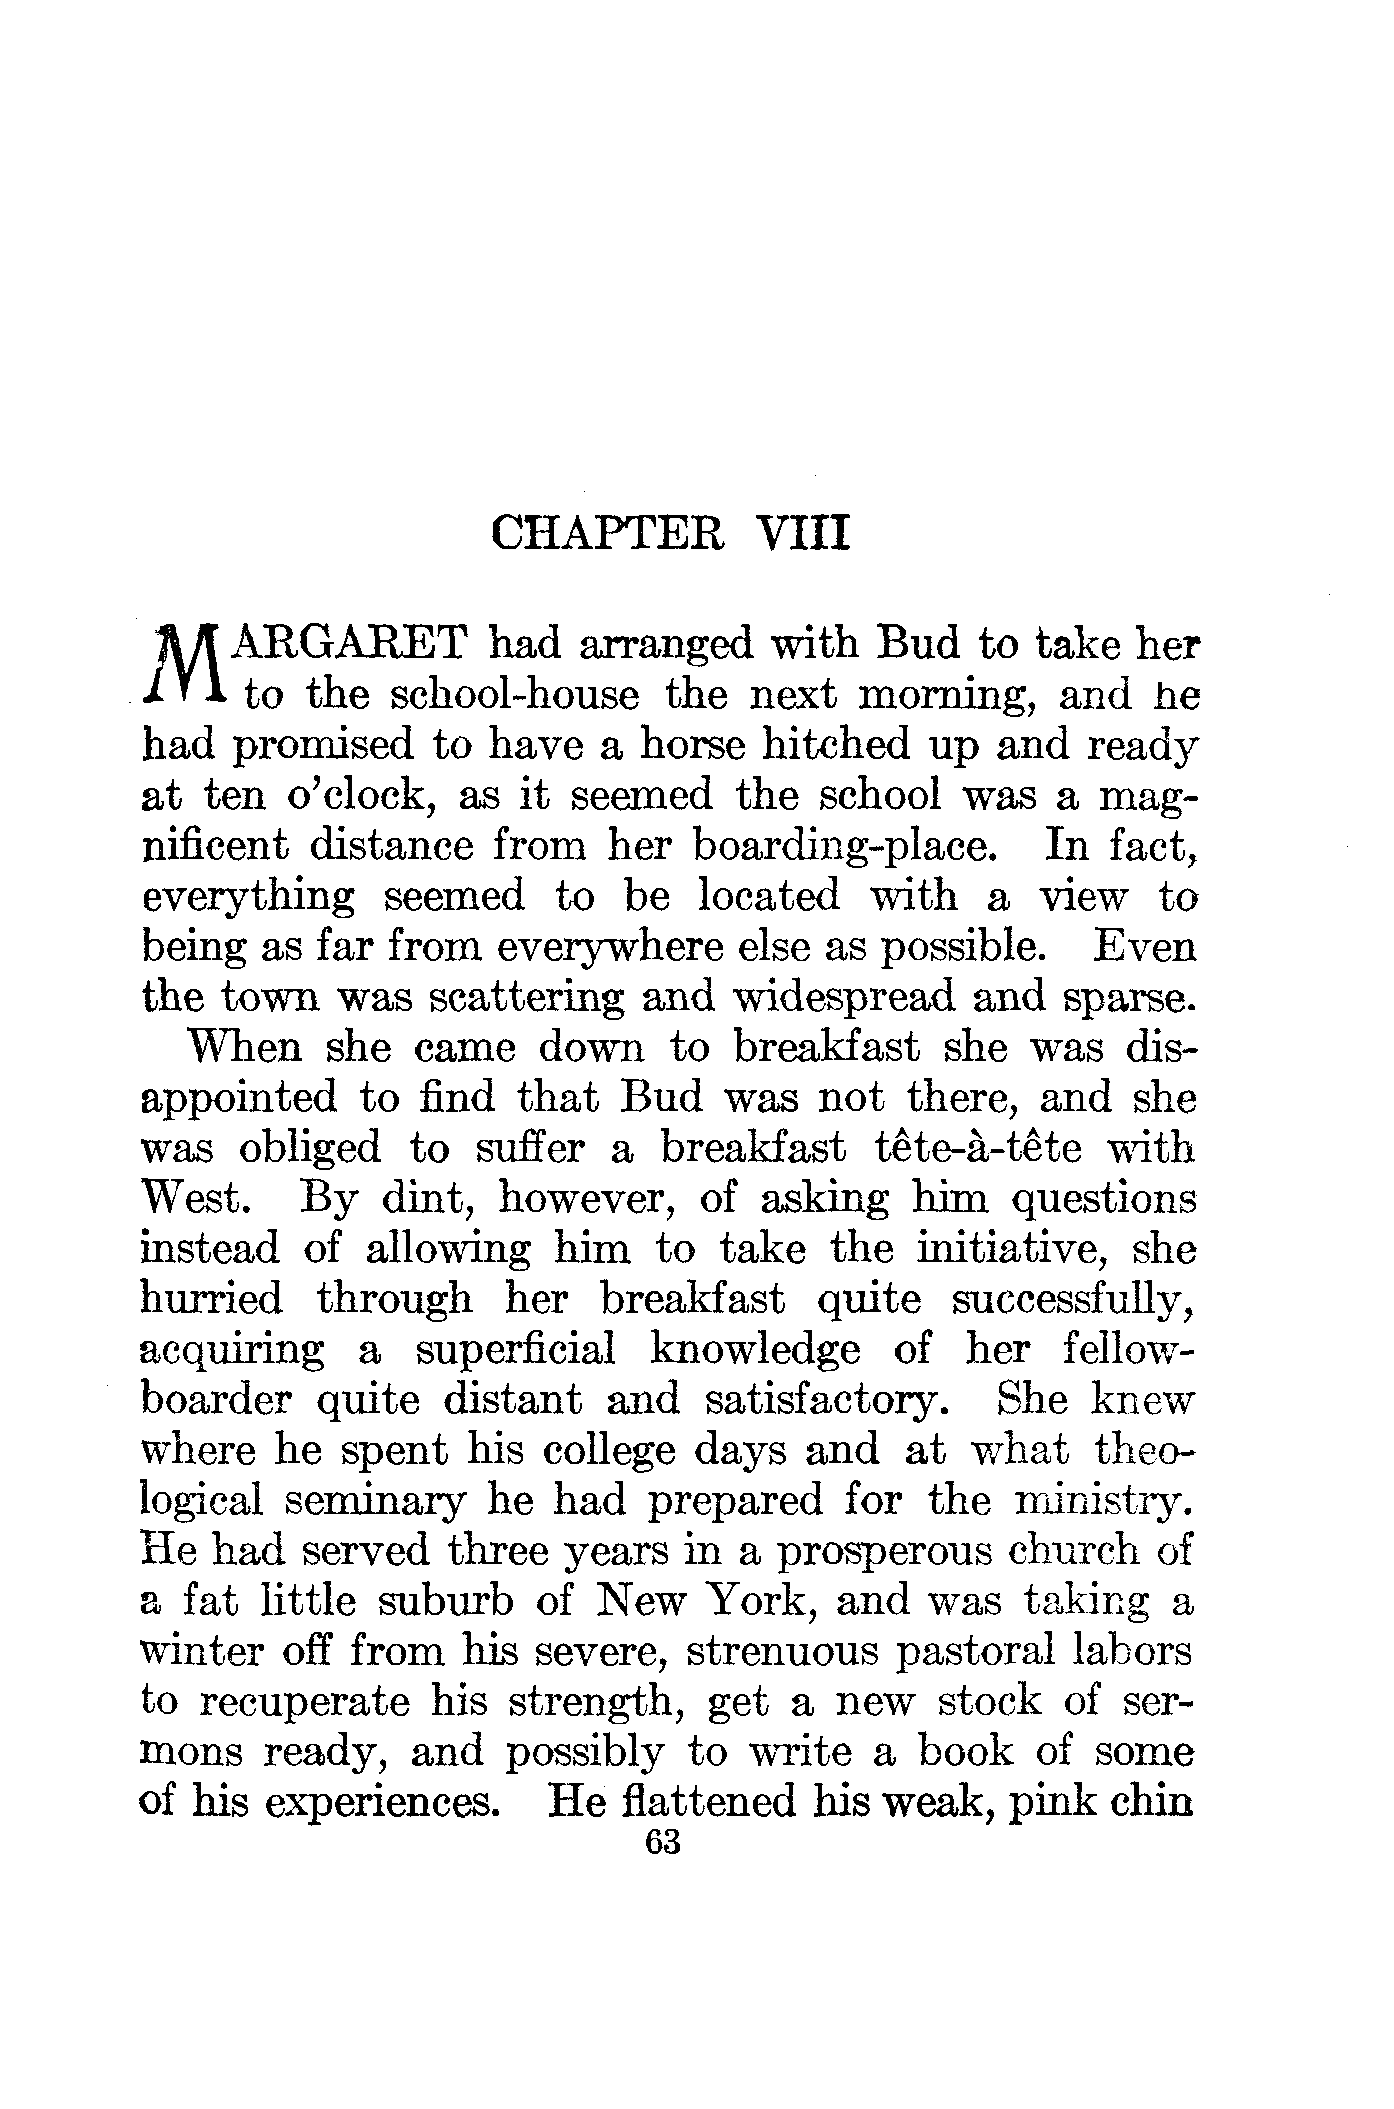 CHAPTER VIII
MARGARET had arranged with Bud to take her
to the school-house the next morning, and he
had promised to have a horse hitched up and ready
at ten o'clock, as it seemed the school was a mag-
nificent distance from her boarding-place. In fact,
everything seemed to be located with a view to
being as far from everywhere else as possible. Even
the town was scattering and widespread and sparse.
When she came down to breakfast she was dis-
appointed to find that Bud was not there, and she
was obliged to suffer a breakfast tête-à-tête with
West. By dint, however, of asking him questions
instead of allowing him to take the initiative, she
hurried through her breakfast quite successfully,
acquiring a superficial knowledge of her fellow-
boarder quite distant and satisfactory. She knew
where he spent his college days and at what theo-
logical seminary he had prepared for the ministry.
He had served three years in a prosperous church of
a fat little suburb of New York, and was taking a
winter off from his severe, strenuous pastoral labors
to recuperate his strength, get a new stock of ser-
mons ready, and possibly to write a book of some
of his experiences. He flattened his weak, pink chin
63